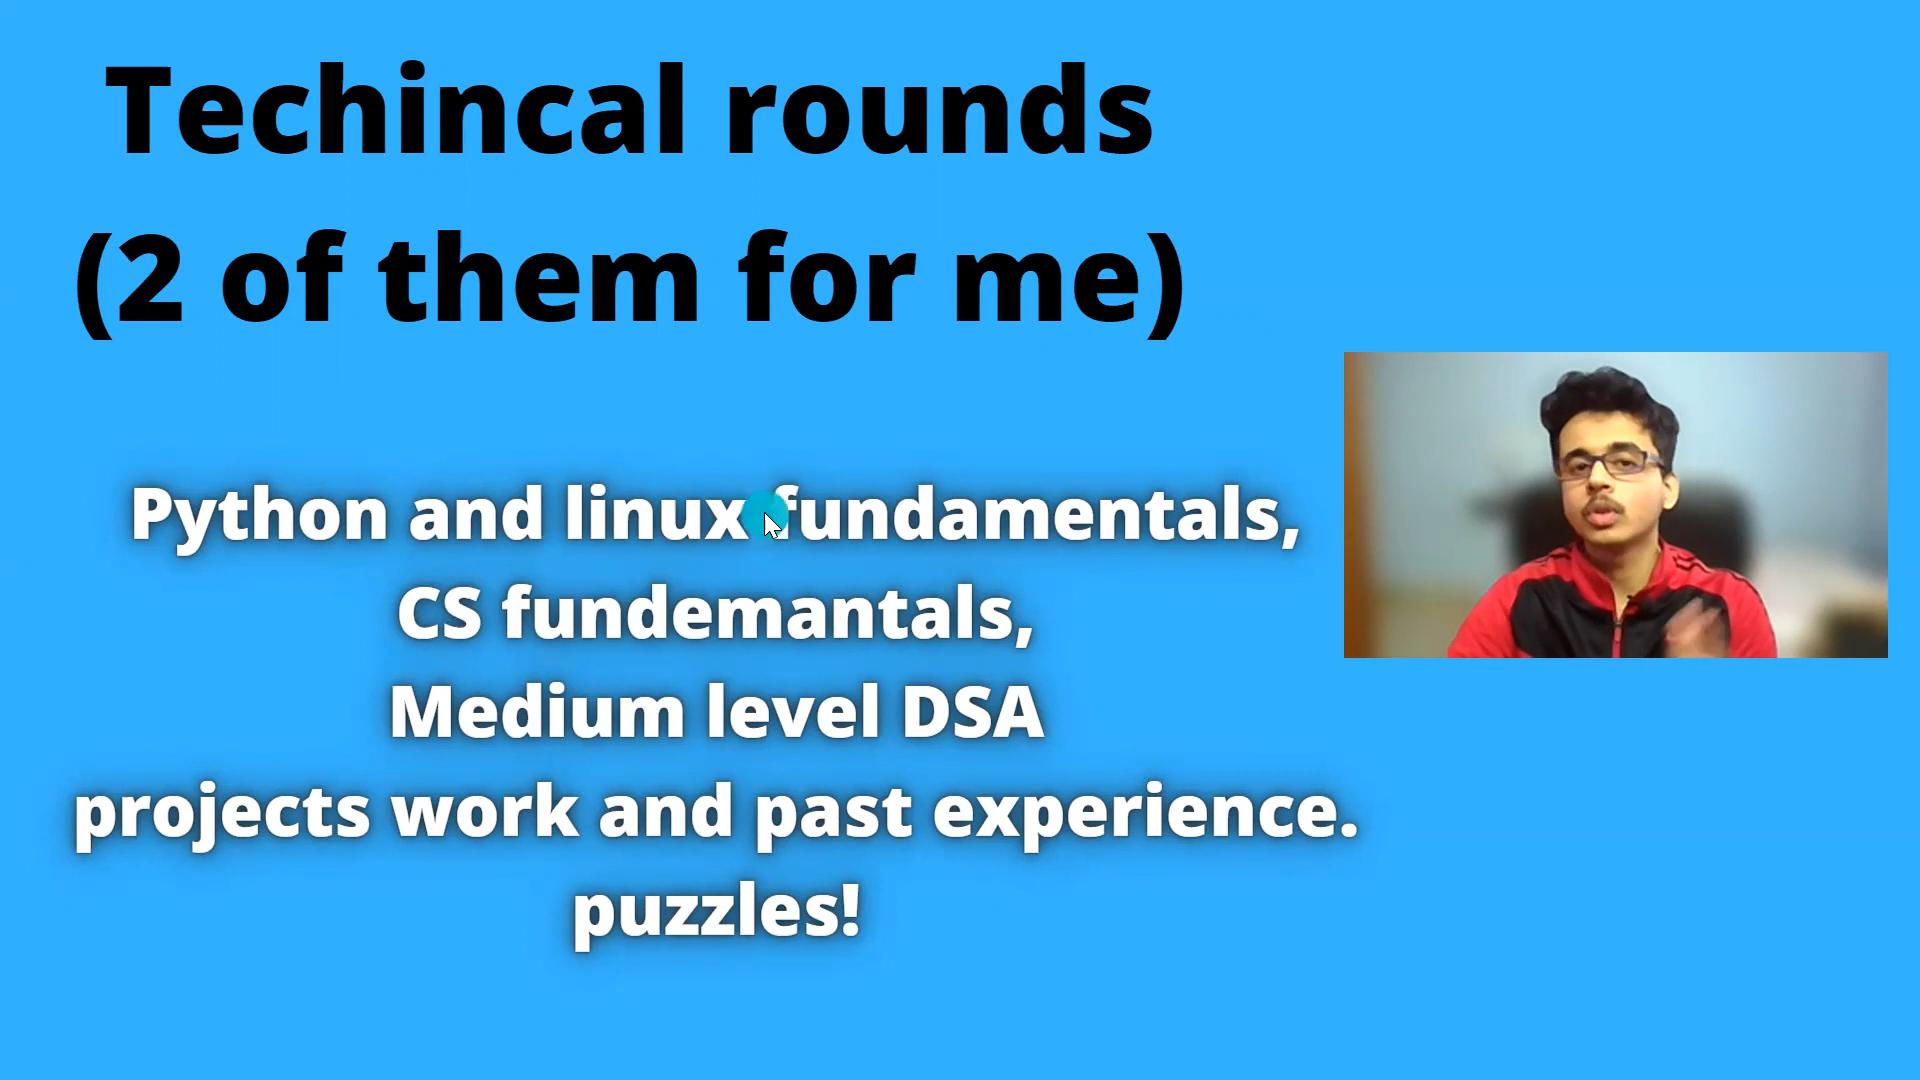 Techincal rounds
(2 of them for me)
Python and linux fundamentals,
CS fundemantals,
Medium level DSA
projects work and past experience.
puzzles!